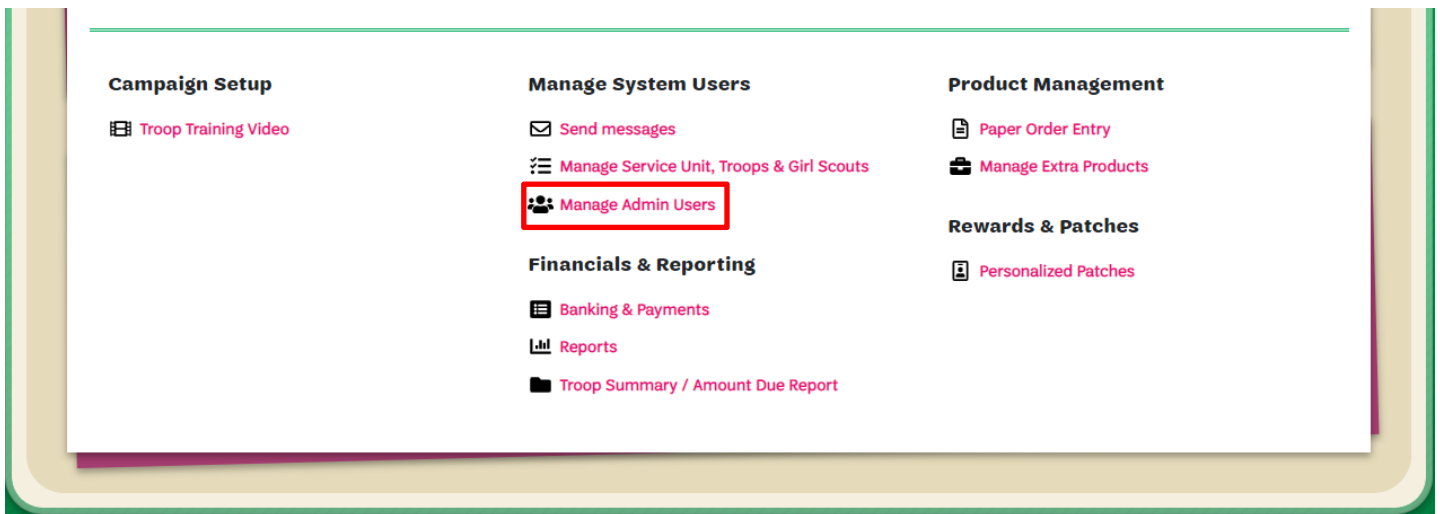 Campaign Setup
Troop Training Video
Manage System Users
Send messages
Manage Service Unit, Troops & Girl Scouts
Manage Admin Users
Financials & Reporting
Banking & Payments
Reports
Troop Summary / Amount Due Report
Product Management
Paper Order Entry
Manage Extra Products
Rewards & Patches
Personalized Patches